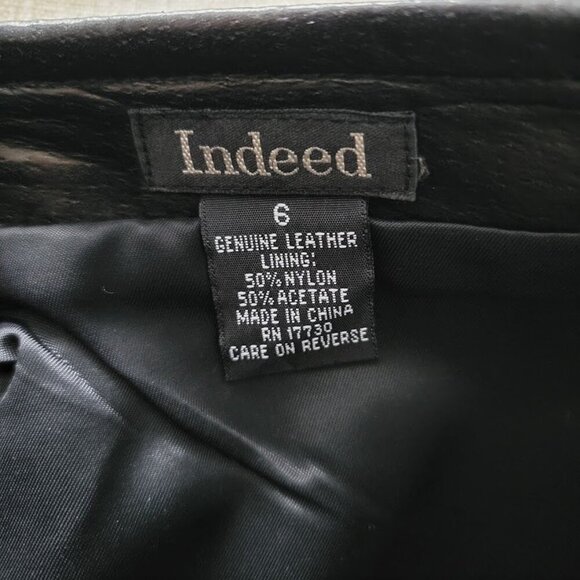 Indeed
6
GENUINE LEATHER
LINING:
50% NYLON
50% ACETATE
MADE IN CHINA
RN 17730
CARE ON REVERSE